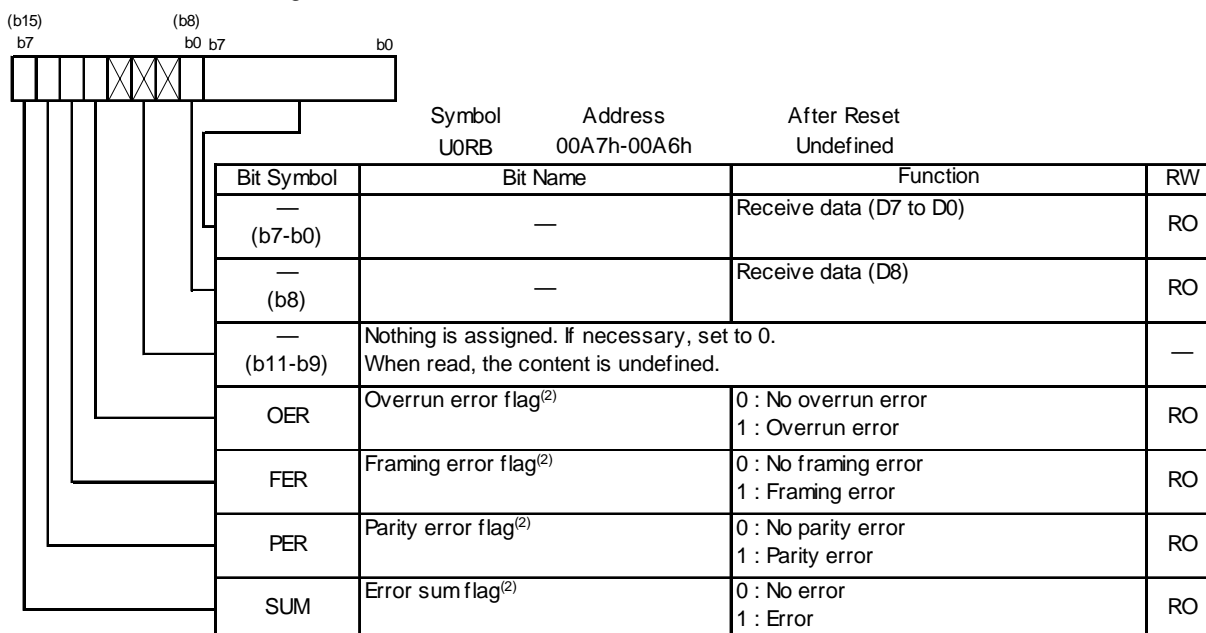 (b15) (b8)
b7 b0 b7 b0
Symbol Address After Reset
U0RB 00A7h-00A6h Undefined
Bit Symbol Bit Name Function RW
— Receive data (D7 to D0)
(b7-b0) — RO
— Receive data (D8)
(b8) — RO
— Nothing is assigned. If necessary, set to 0.
(b11-b9) When read, the content is undefined. —
OER Overrun error flag(2) 0 : No overrun error RO
1 : Overrun error
FER Framing error flag(2) 0 : No framing error RO
1 : Framing error
PER Parity error flag(2) 0 : No parity error RO
1 : Parity error
SUM Error sum flag(2) 0 : No error RO
1 : Error